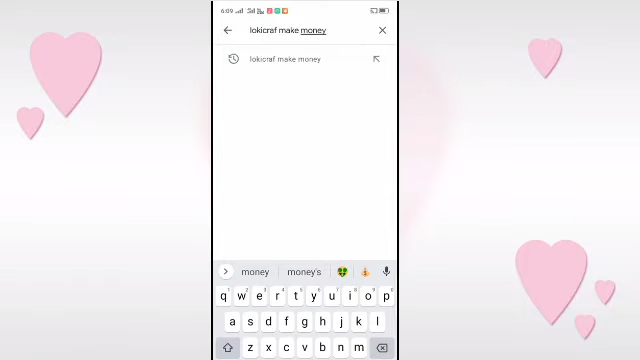 6:09
lokicraf make money
lokicraf make money
money money's
q w e r t y u i o p
a s d f g h j k l
z x c v b n m